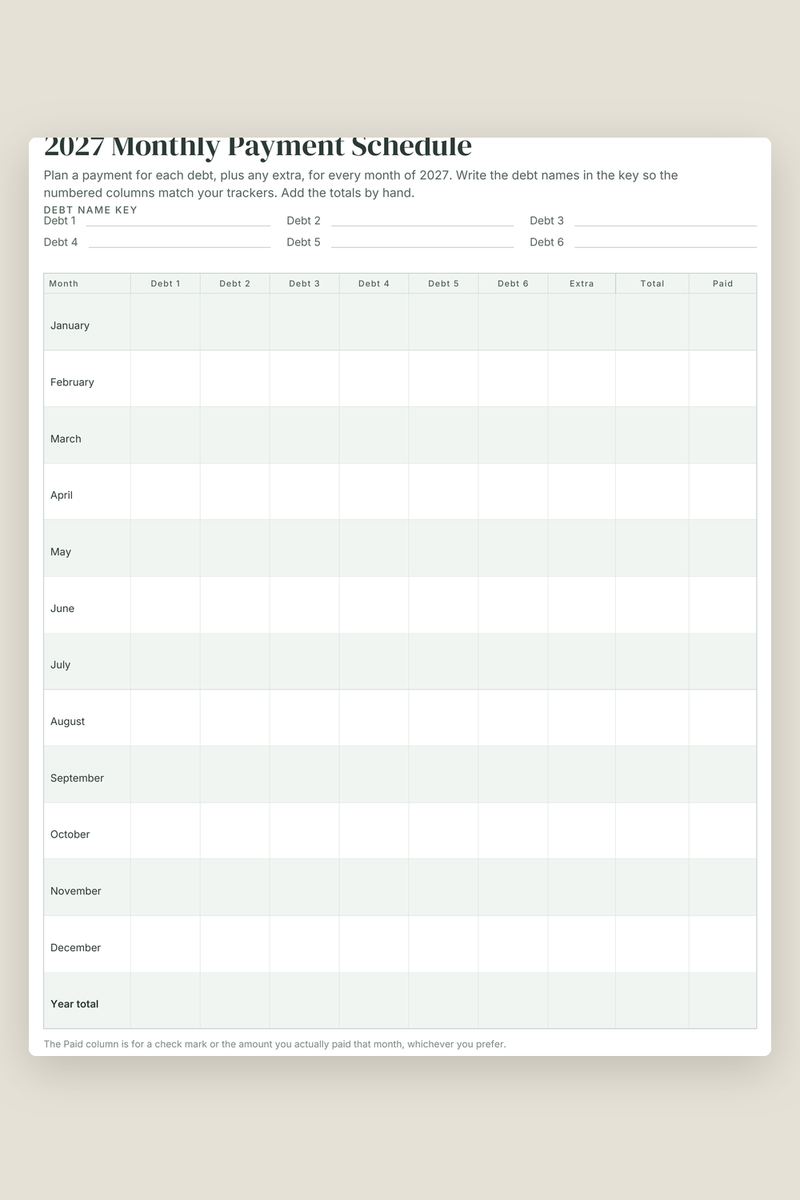 2027 Monthly Payment Schedule
Plan a payment for each debt, plus any extra, for every month of 2027. Write the debt names in the key so the
numbered columns match your trackers. Add the totals by hand.
DEBT NAME KEY
Debt 1 Debt 2 Debt 3
Debt 4 Debt 5 Debt 6
Month Debt 1 Debt 2 Debt 3 Debt 4 Debt 5 Debt 6 Extra Total Paid
January
February
March
April
May
June
July
August
September
October
November
December
Year total
The Paid column is for a check mark or the amount you actually paid that month, whichever you prefer.